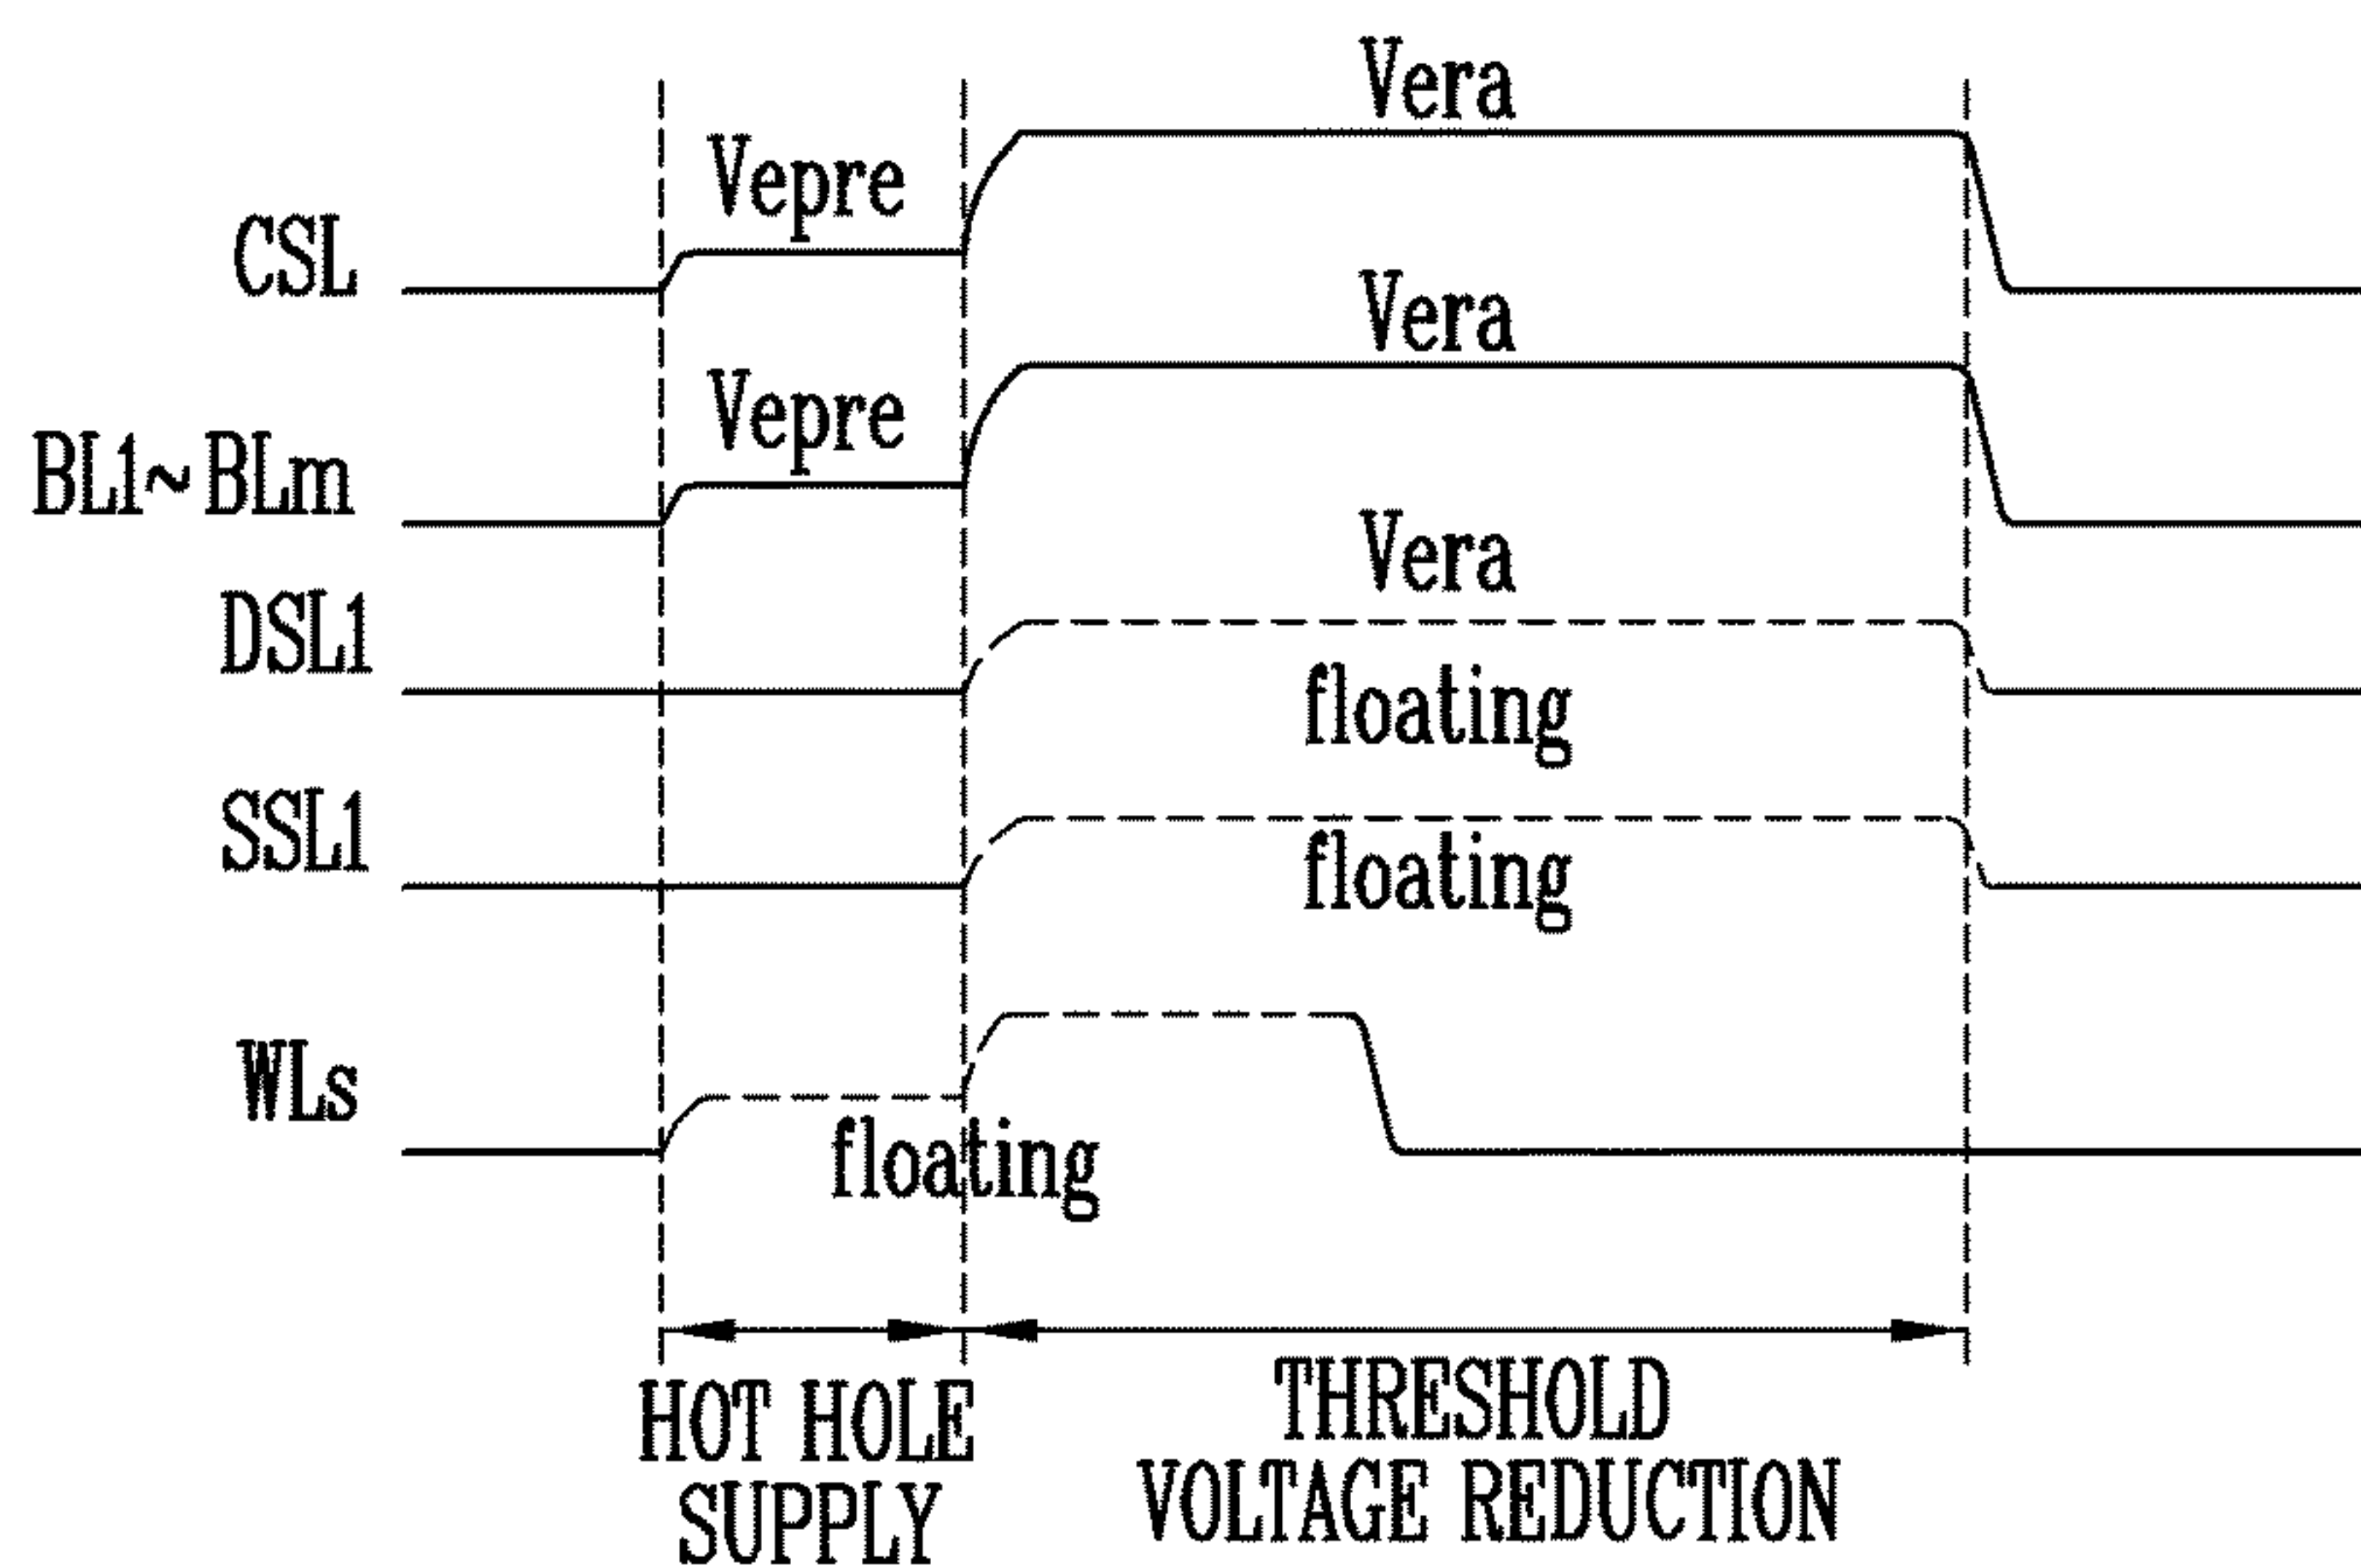 Vera
Vepre
CSL
Vera
Vepre
BL1~BLm
Vera
DSL1
floating
SSL1
floating
WLs
floating
HOT HOLE
SUPPLY
THRESHOLD
VOLTAGE REDUCTION